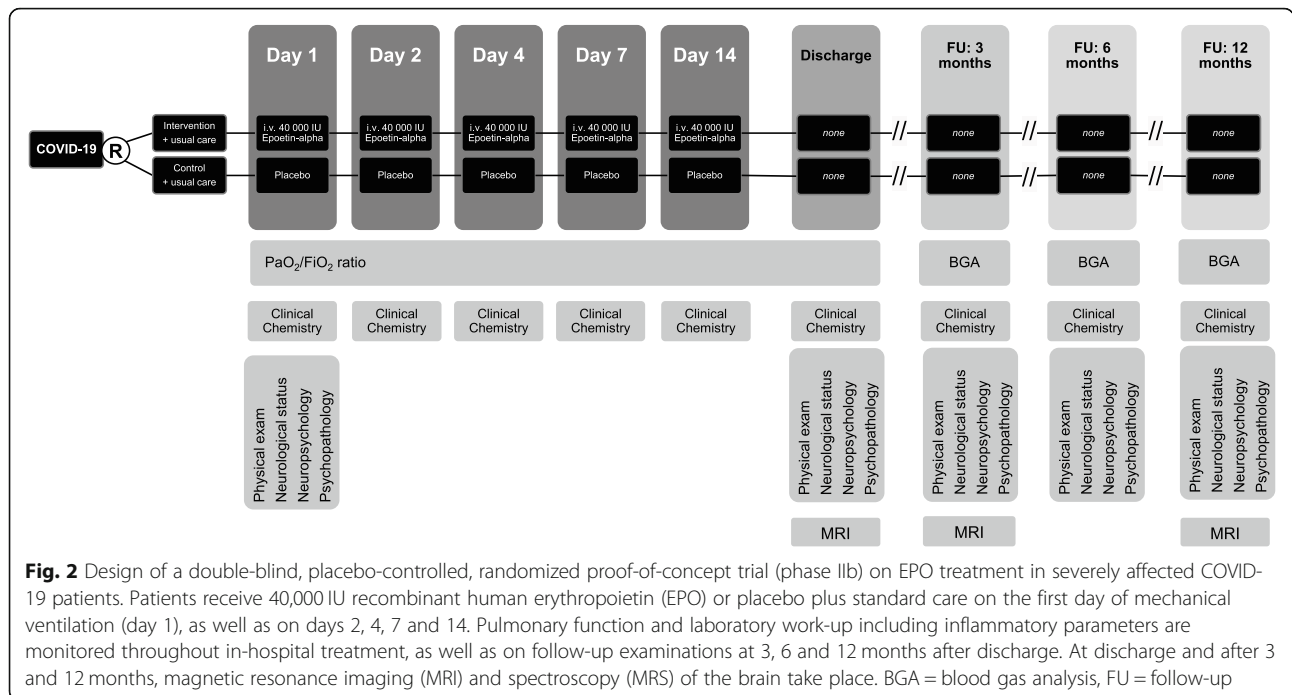 Day 1 Day 2 Day 4 Day 7 Day 14 Discharge FU: 3 FU: 6 FU: 12
months months months
COVID-19
R
Intervention
+ usual care
i.v. 40 000 IU i.v. 40 000 IU i.v. 40 000 IU i.v. 40 000 IU i.v. 40 000 IU
Epoetin-alpha Epoetin-alpha Epoetin-alpha Epoetin-alpha Epoetin-alpha
none // none // none // none
Control
+ usual care
Placebo Placebo Placebo Placebo Placebo none // none // none // none
PaO₂/FiO₂ ratio BGA BGA BGA
Clinical Clinical Clinical Clinical Clinical Clinical Clinical Clinical Clinical
Chemistry Chemistry Chemistry Chemistry Chemistry Chemistry Chemistry Chemistry Chemistry
Physical exam
Neurological status
Neuropsychology
Psychopathology
Physical exam
Neurological status
Neuropsychology
Psychopathology
Physical exam
Neurological status
Neuropsychology
Psychopathology
Physical exam
Neurological status
Neuropsychology
Psychopathology
Physical exam
Neurological status
Neuropsychology
Psychopathology
MRI MRI MRI
Fig. 2 Design of a double-blind, placebo-controlled, randomized proof-of-concept trial (phase IIb) on EPO treatment in severely affected COVID-
19 patients. Patients receive 40,000 IU recombinant human erythropoietin (EPO) or placebo plus standard care on the first day of mechanical
ventilation (day 1), as well as on days 2, 4, 7 and 14. Pulmonary function and laboratory work-up including inflammatory parameters are
monitored throughout in-hospital treatment, as well as on follow-up examinations at 3, 6 and 12 months after discharge. At discharge and after 3
and 12 months, magnetic resonance imaging (MRI) and spectroscopy (MRS) of the brain take place. BGA = blood gas analysis, FU = follow-up